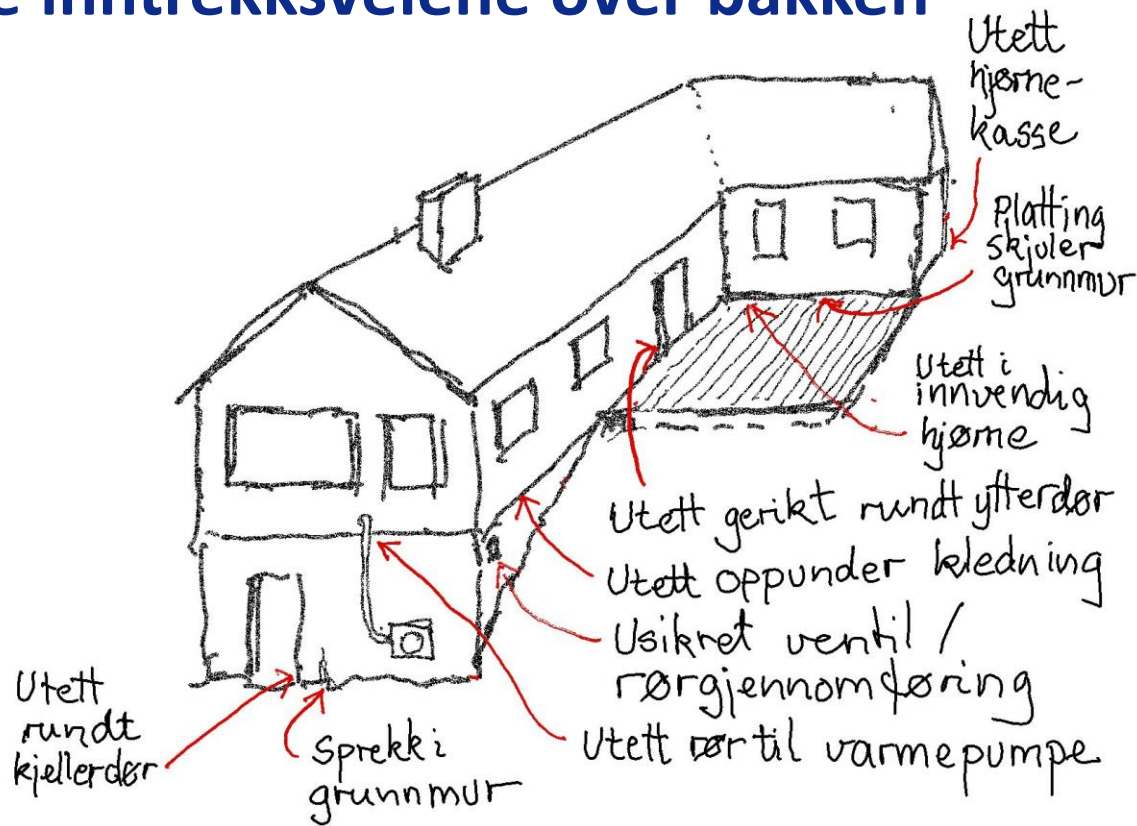 e inntrekksveiene over bakken
Utett
hjørne-
kasse
Platting
skjuler
grunnmur
Utett i
innvendig
hjørne
Utett gerikt rundt ytterdør
Utett oppunder kledning
Usikret ventil /
rørgjennomføring
Utett rør til varmepumpe
Sprekk i
grunnmur
Utett
rundt
kjellerdør